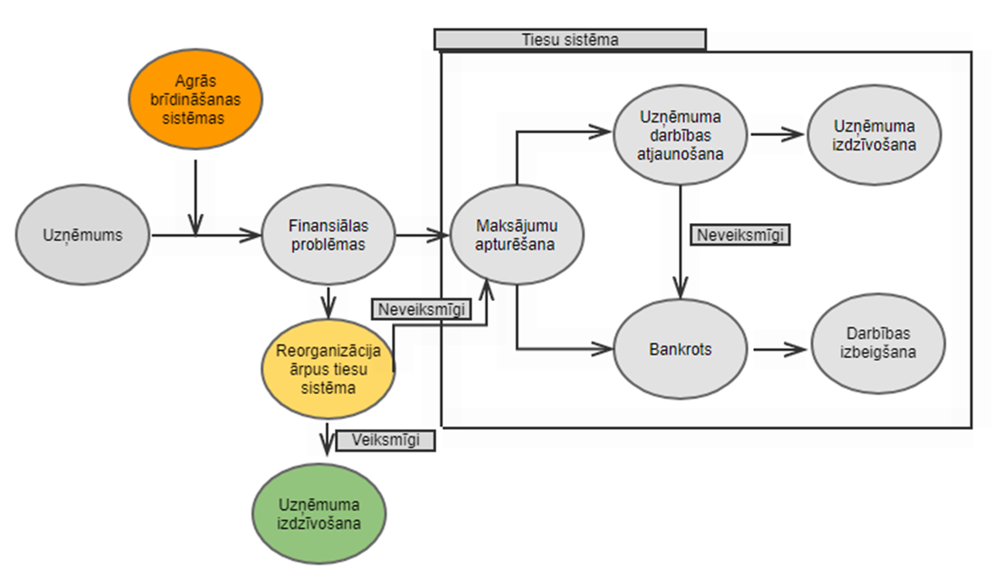 Tiesu sistēma
Agrās
brīdināšanas
sistēmas
Uzņēmuma
darbības
atjaunošana
Uzņēmuma
izdzīvošana
Uzņēmums
Finansiālas
problēmas
Maksājumu
apturēšana
Neveiksmīgi
Neveiksmīgi
Reorganizācija
ārpus tiesu
sistēma
Bankrots
Darbības
izbeigšana
Veiksmīgi
Uzņēmuma
izdzīvošana